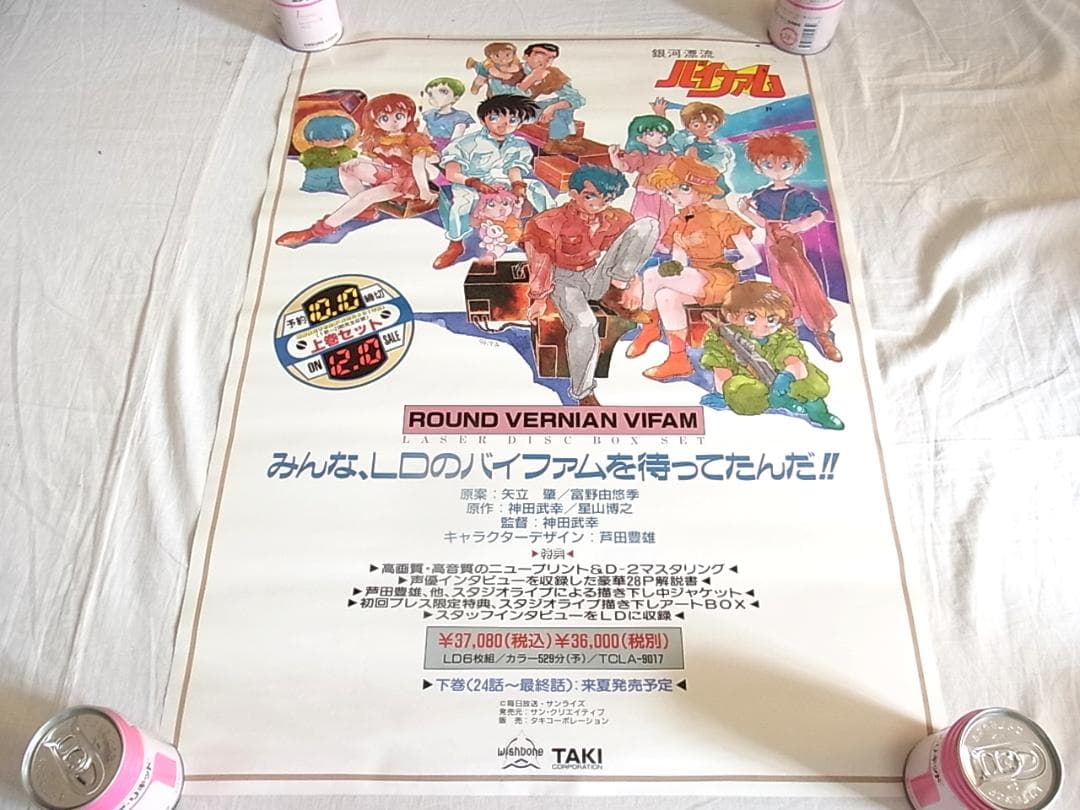 銀河漂流
バイファム
予約10.10締切
上巻セット
ON 12.10 SALE
ROUND VERNIAN VIFAM
LASER DISC BOX SET
みんな、LDのバイファムを待ってたんだ!!
原案:矢立 肇/富野由悠季
原作:神田武幸/星山博之
監督:神田武幸
キャラクターデザイン:芦田豊雄
▶特典◀
▶高画質・高音質のニュープリント&D-2マスタリング◀
▶声優インタビューを収録した豪華28P解説書◀
▶芦田豊雄、他、スタジオライブによる描き下し中ジャケット◀
▶初回プレス限定特典、スタジオライブ描き下しアートBOX◀
▶スタッフインタビューをLDに収録◀
¥37,080(税込)¥36,000(税別)
LD6枚組/カラー529分(予)/TCLA-9017
▶下巻(24話〜最終話):来夏発売予定◀
©毎日放送・サンライズ
発売元:サン・クリエイティブ
販 売:タキコーポレーション
wishbone
TAKI
CORPORATION